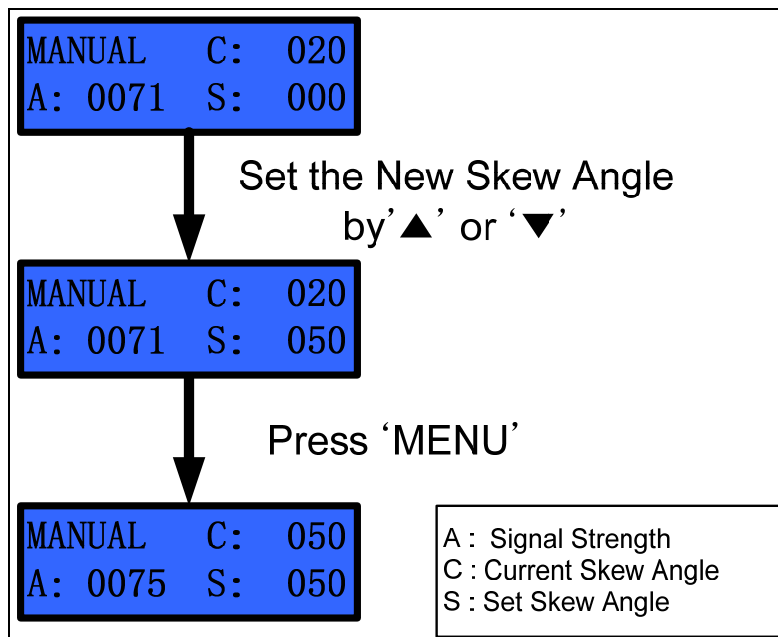 MANUAL C: 020
A: 0071 S: 000
Set the New Skew Angle
by’▲’ or ‘▼’
MANUAL C: 020
A: 0071 S: 050
Press ‘MENU’
MANUAL C: 050
A: 0075 S: 050
A : Signal Strength
C : Current Skew Angle
S : Set Skew Angle